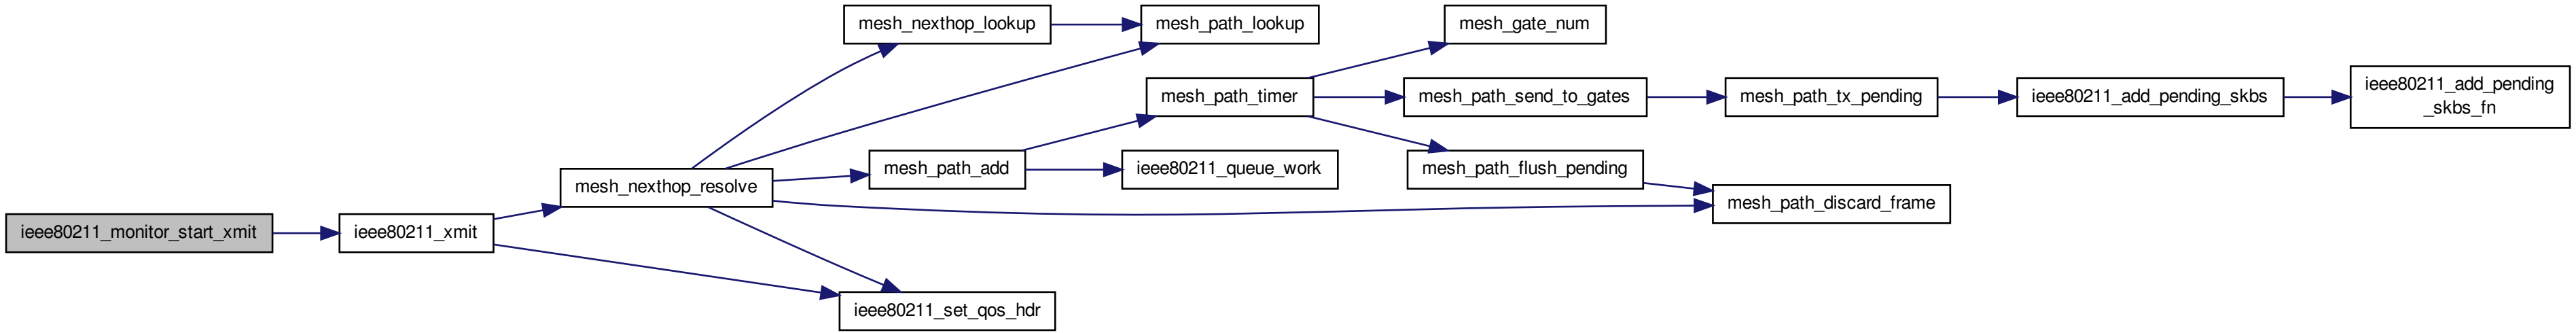 mesh_nexthop_lookup
mesh_path_lookup
mesh_gate_num
mesh_path_timer
mesh_path_send_to_gates
mesh_path_tx_pending
ieee80211_add_pending_skbs
ieee80211_add_pending
_skbs_fn
mesh_nexthop_resolve
mesh_path_add
ieee80211_queue_work
mesh_path_flush_pending
mesh_path_discard_frame
ieee80211_monitor_start_xmit
ieee80211_xmit
ieee80211_set_qos_hdr